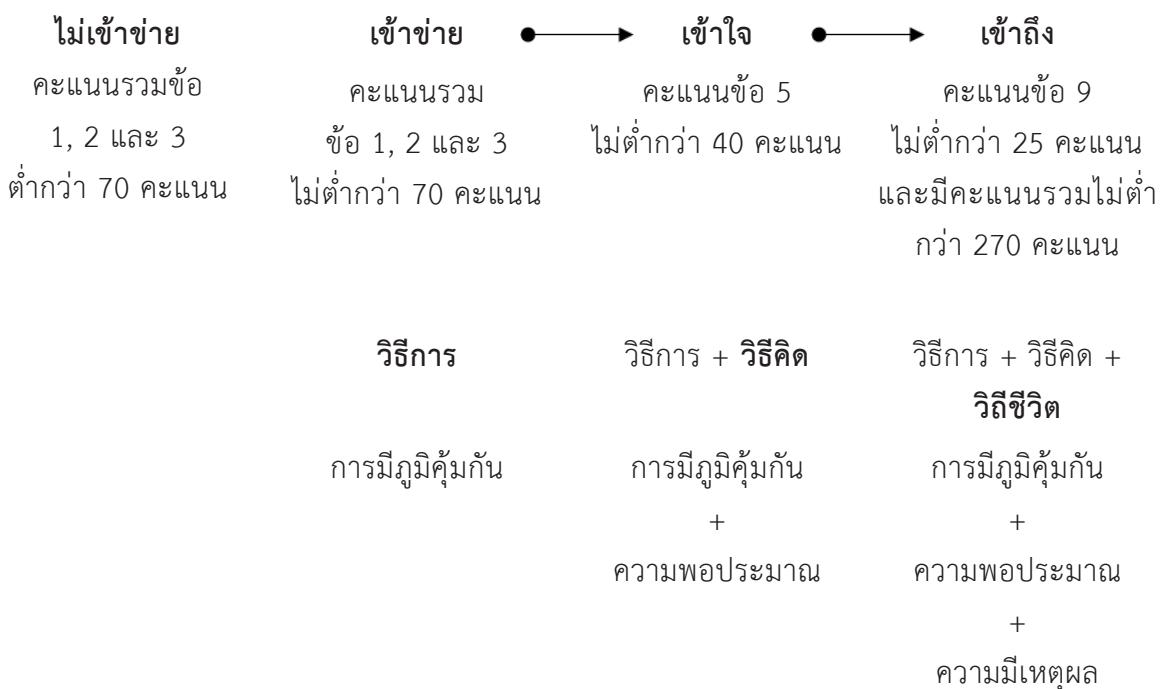 ไม่เข้าข่าย
คะแนนรวมข้อ
1, 2 และ 3
ต่ำกว่า 70 คะแนน
เข้าข่าย
คะแนนรวม
ข้อ 1, 2 และ 3
ไม่ต่ำกว่า 70 คะแนน
เข้าใจ
คะแนนข้อ 5
ไม่ต่ำกว่า 40 คะแนน
เข้าถึง
คะแนนข้อ 9
ไม่ต่ำกว่า 25 คะแนน
และมีคะแนนรวมไม่ต่ำ
กว่า 270 คะแนน
วิธีการ
การมีภูมิคุ้มกัน
วิธีการ + วิธีคิด
การมีภูมิคุ้มกัน
+
ความพอประมาณ
วิธีการ + วิธีคิด +
วิถีชีวิต
การมีภูมิคุ้มกัน
+
ความพอประมาณ
+
ความมีเหตุผล